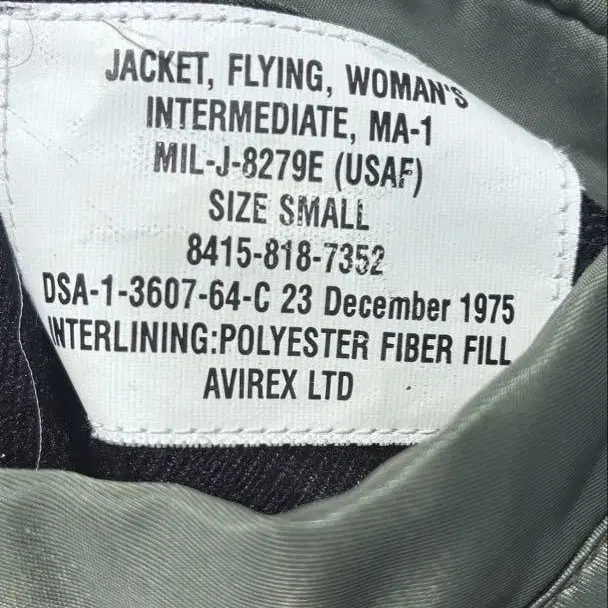 JACKET, FLYING, WOMAN'S
INTERMEDIATE, MA-1
MIL-J-8279E (USAF)
SIZE SMALL
8415-818-7352
DSA-1-3607-64-C 23 December 1975
INTERLINING:POLYESTER FIBER FILL
AVIREX LTD